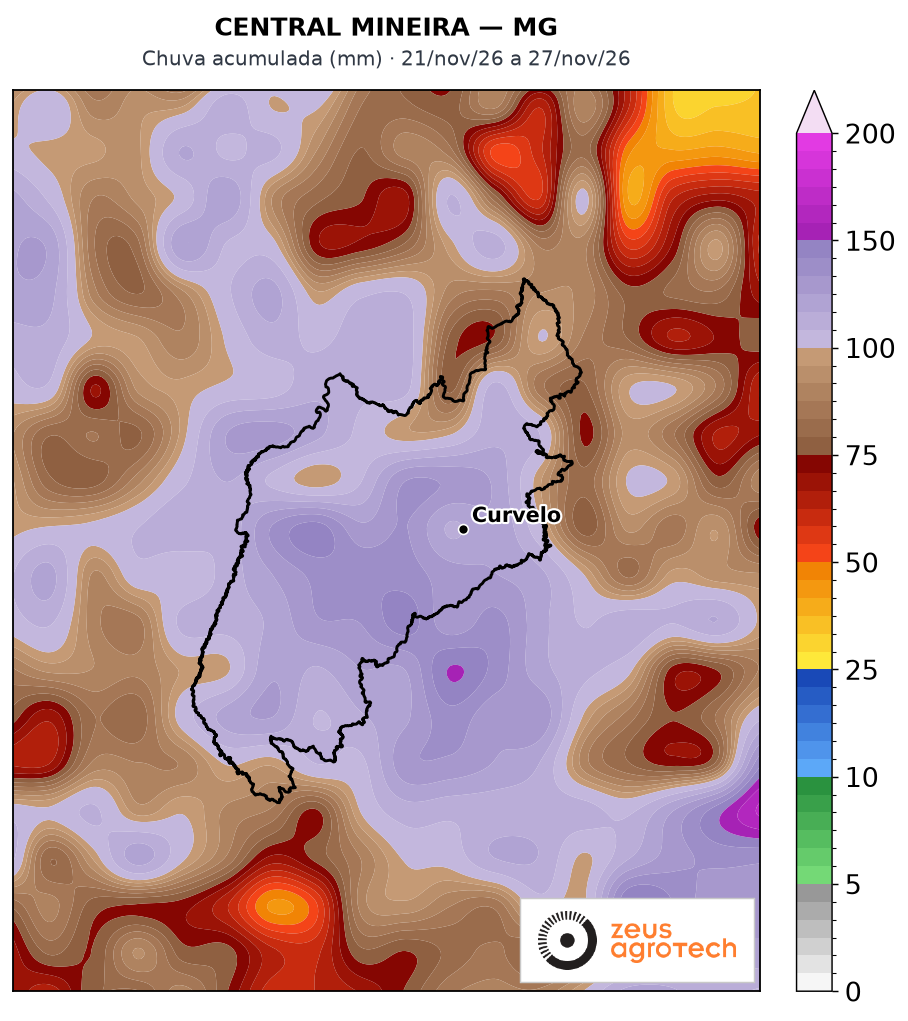 CENTRAL MINEIRA — MG
Chuva acumulada (mm) · 21/nov/26 a 27/nov/26
200
150
100
75
50
25
10
5
0
Curvelo
zeus
agrotech